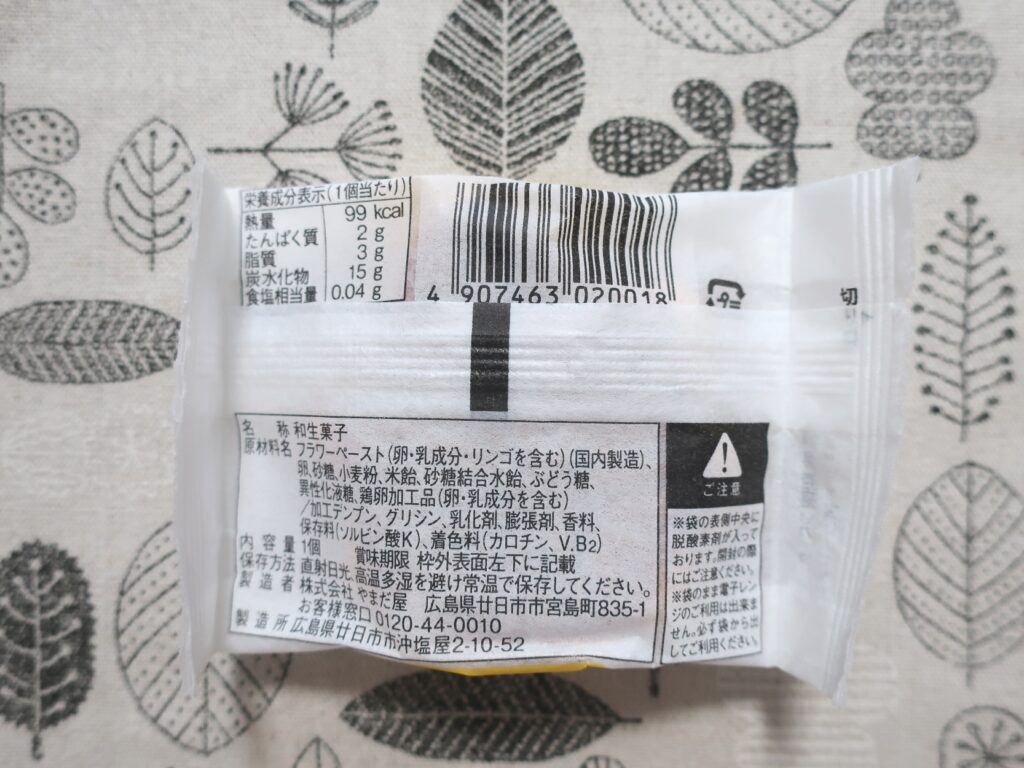 栄養成分表示(1個当たり)
熱量 99 kcal
たんぱく質 2 g
脂質 3 g
炭水化物 15 g
食塩相当量 0.04 g
4 907463 020018
切
名称 和生菓子
原材料名 フラワーペースト(卵・乳成分・リンゴを含む)(国内製造)、
卵、砂糖、小麦粉、米飴、砂糖結合水飴、ぶどう糖、
異性化液糖、鶏卵加工品(卵・乳成分を含む)
/加工デンプン、グリシン、乳化剤、膨張剤、香料、
保存料(ソルビン酸K)、着色料(カロチン、V.B2)
内容量 1個 賞味期限 枠外表面左下に記載
保存方法 直射日光、高温多湿を避け常温で保存してください。
製造者 株式会社 やまだ屋 広島県廿日市市宮島町835-1
お客様窓口 0120-44-0010
製造所 広島県廿日市市沖塩屋2-10-52
ご注意
※袋の表側中央に
脱酸素剤が入って
おります。開封の際
にはご注意ください。
※袋のまま電子レン
ジのご利用は出来ま
せん。必ず袋から出
してご利用ください。